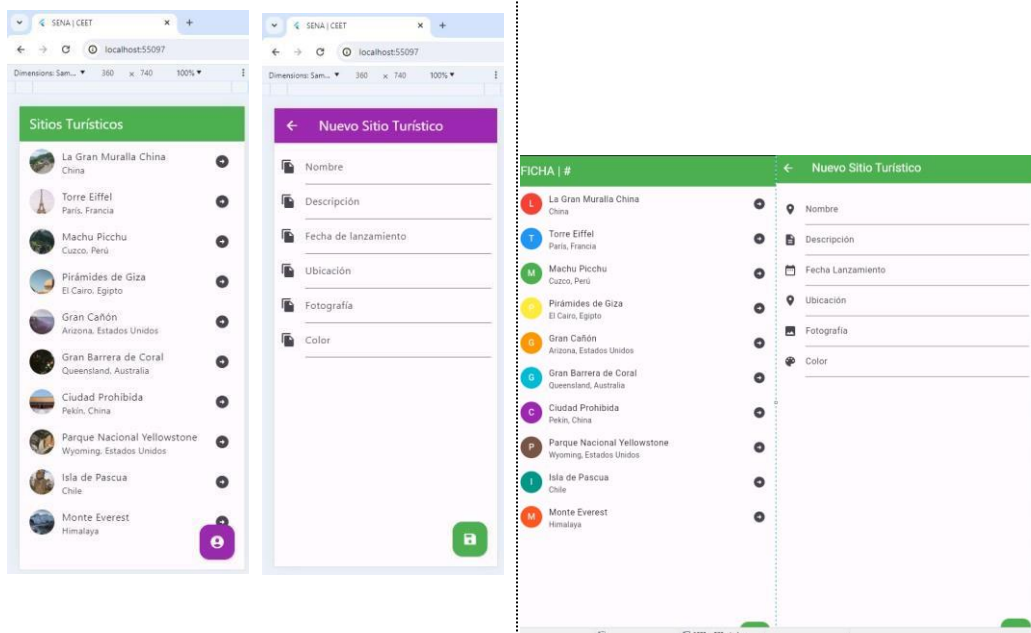 SENA | CEET
localhost:55097
Dimensions: Sam... 360 x 740 100%
Sitios Turísticos
La Gran Muralla China
China
Torre Eiffel
París, Francia
Machu Picchu
Cuzco, Perú
Pirámides de Giza
El Cairo, Egipto
Gran Cañón
Arizona, Estados Unidos
Gran Barrera de Coral
Queensland, Australia
Ciudad Prohibida
Pekín, China
Parque Nacional Yellowstone
Wyoming, Estados Unidos
Isla de Pascua
Chile
Monte Everest
Himalaya
SENA | CEET
localhost:55097
Dimensions: Sam... 360 x 740 100%
Nuevo Sitio Turístico
Nombre
Descripción
Fecha de lanzamiento
Ubicación
Fotografía
Color
FICHA | #
L
La Gran Muralla China
China
T
Torre Eiffel
París, Francia
M
Machu Picchu
Cuzco, Perú
P
Pirámides de Giza
El Cairo, Egipto
G
Gran Cañón
Arizona, Estados Unidos
G
Gran Barrera de Coral
Queensland, Australia
C
Ciudad Prohibida
Pekín, China
P
Parque Nacional Yellowstone
Wyoming, Estados Unidos
I
Isla de Pascua
Chile
M
Monte Everest
Himalaya
Nuevo Sitio Turístico
Nombre
Descripción
Fecha Lanzamiento
Ubicación
Fotografía
Color